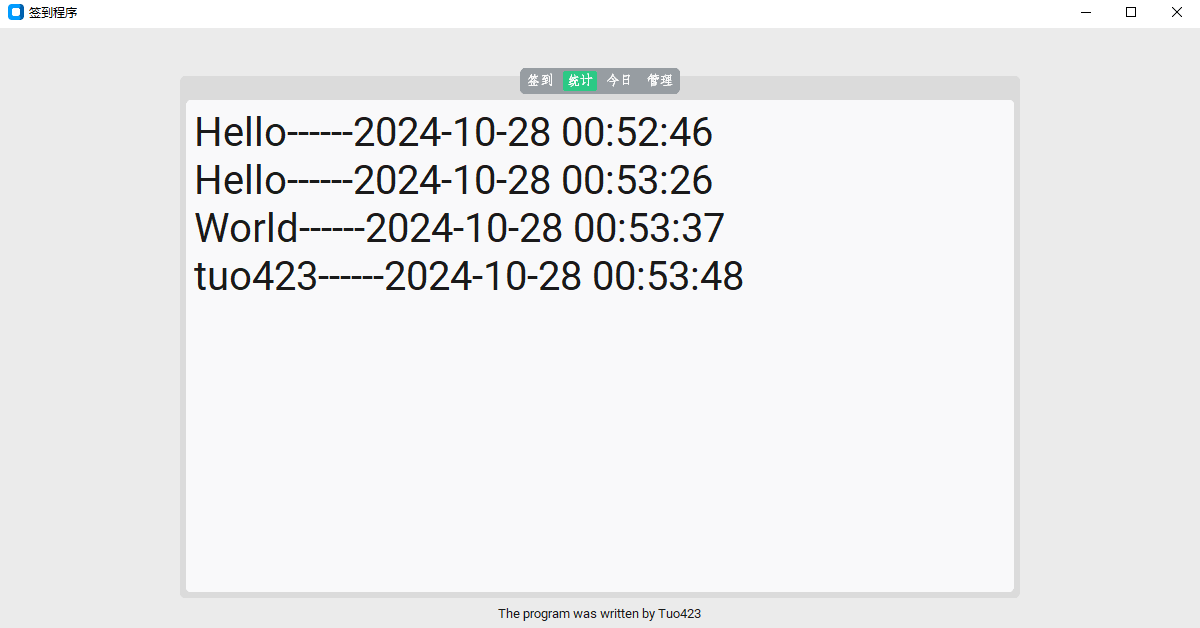 签到程序
签到 统计 今日 管理
Hello------2024-10-28 00:52:46
Hello------2024-10-28 00:53:26
World------2024-10-28 00:53:37
tuo423------2024-10-28 00:53:48
The program was written by Tuo423